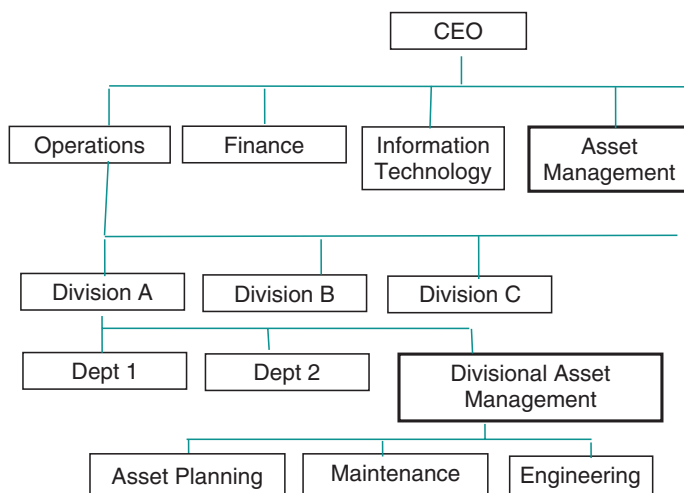 CEO
Operations
Finance
Information
Technology
Asset
Management
Division A
Division B
Division C
Dept 1
Dept 2
Divisional Asset
Management
Asset Planning
Maintenance
Engineering